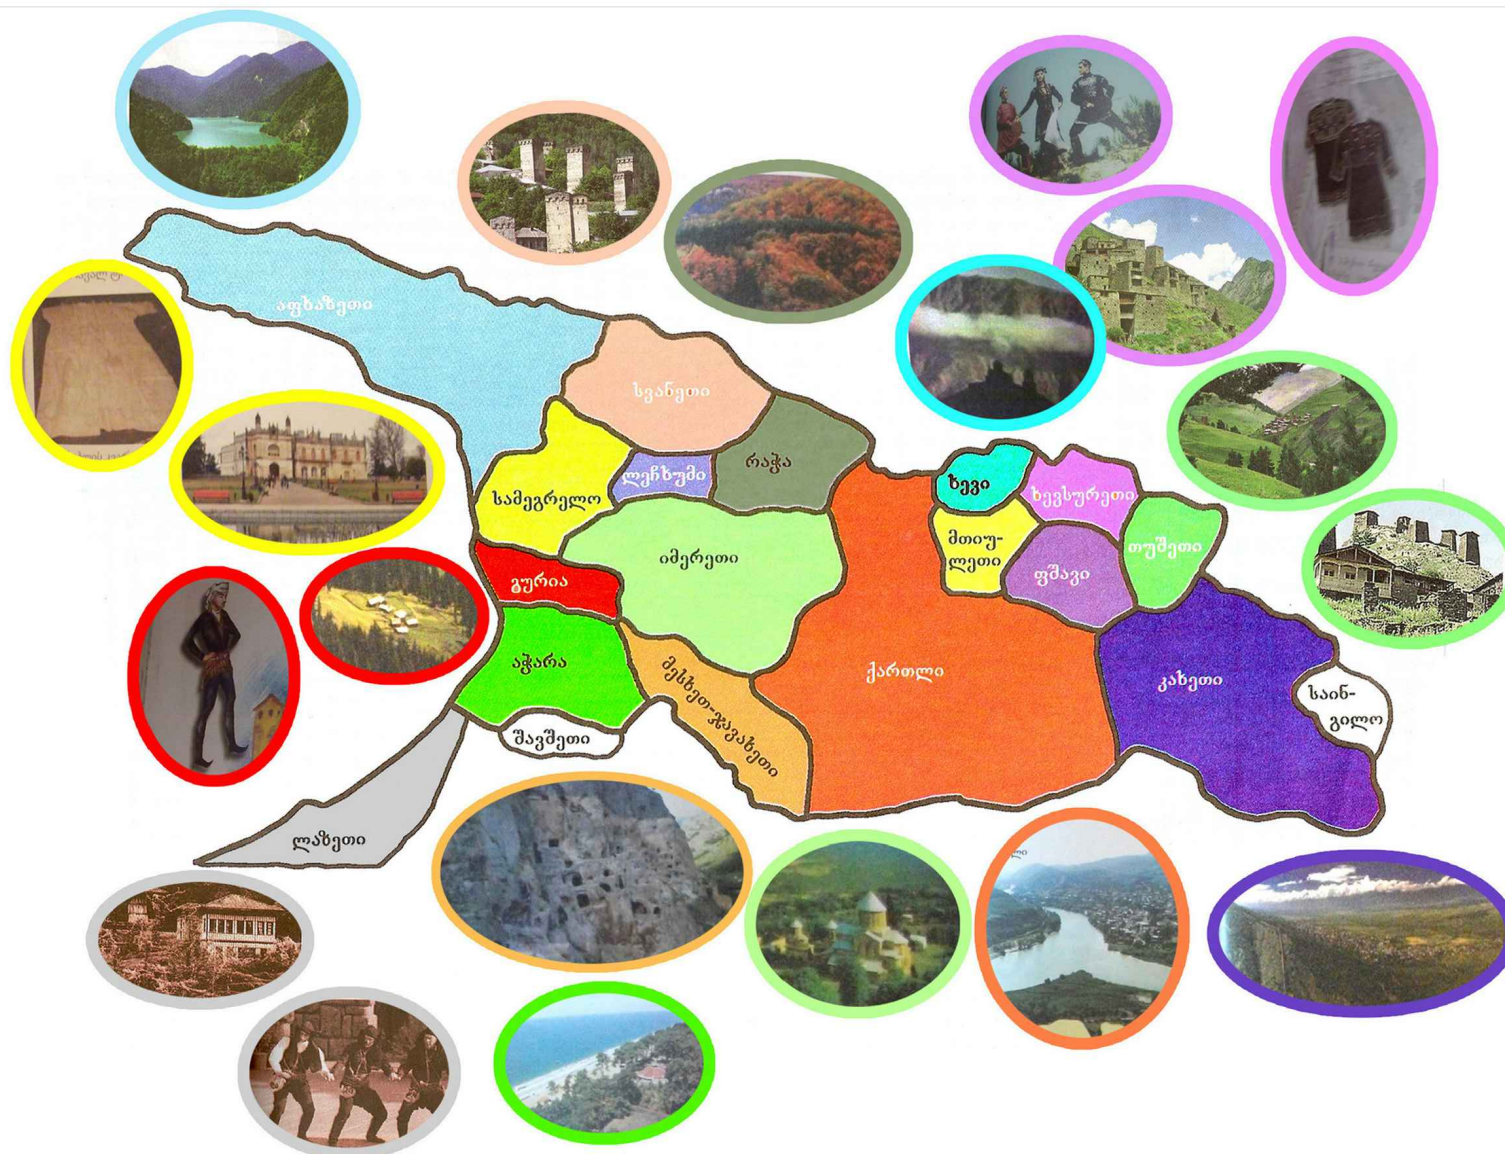 აფხაზეთი
სვანეთი
რაჭა
ლეჩხუმი
სამეგრელო
ხევი
ხევსურეთი
მთიუ-
ლეთი
თუშეთი
ფშავი
იმერეთი
გურია
აჭარა
მესხეთ-ჯავახეთი
ქართლი
კახეთი
საინ-
გილო
შავშეთი
ლაზეთი